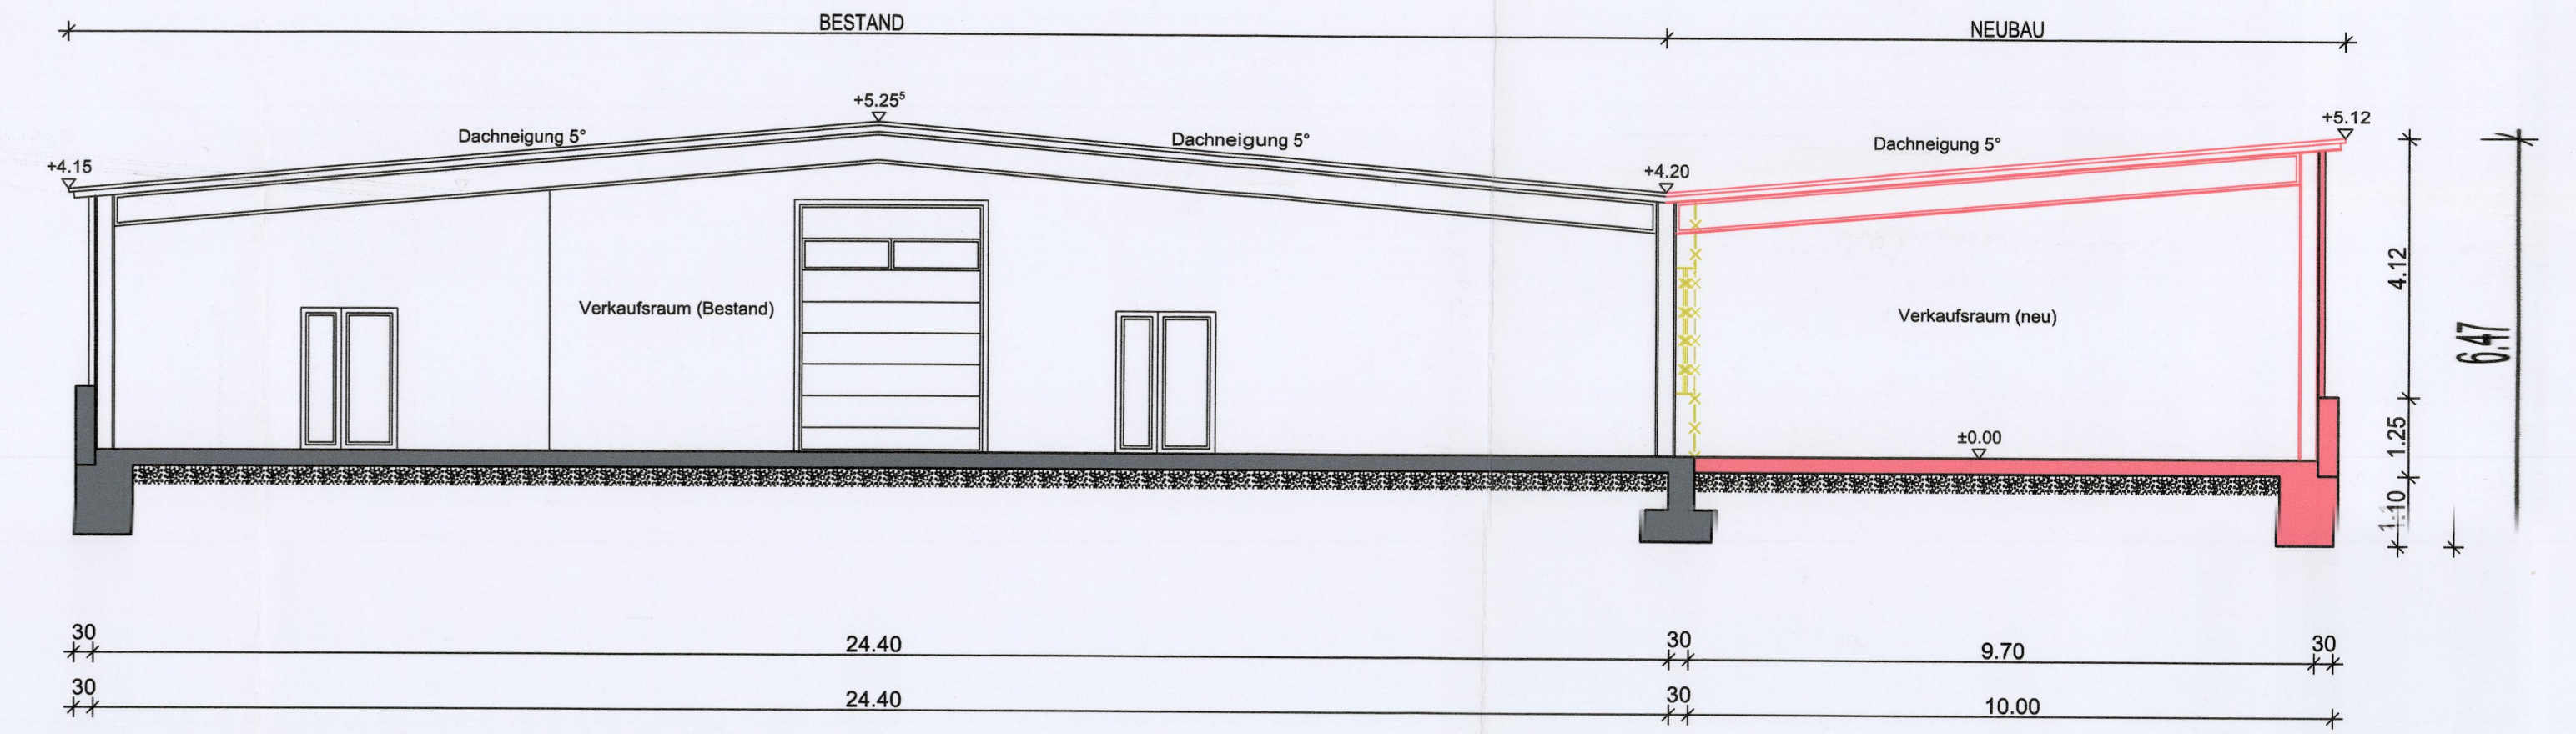 BESTAND
NEUBAU
+5.25⁵
+5.12
Dachneigung 5°
Dachneigung 5°
Dachneigung 5°
+4.15
+4.20
4.12
Verkaufsraum (Bestand)
Verkaufsraum (neu)
6.47
±0.00
1.25
1.10
30
24.40
30
9.70
30
30
24.40
30
10.00